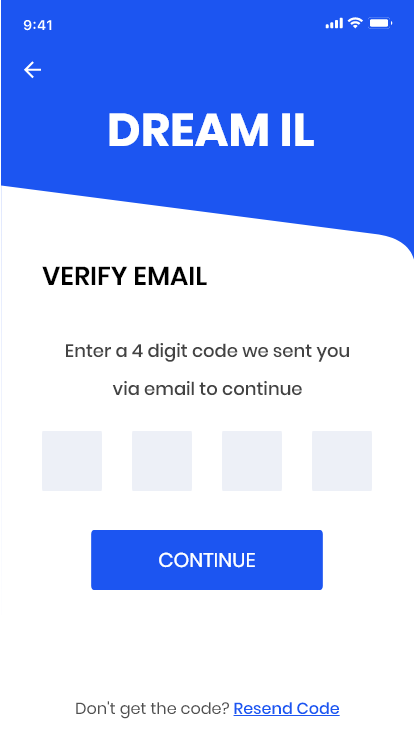 9:41
DREAM IL
VERIFY EMAIL
Enter a 4 digit code we sent you
via email to continue
CONTINUE
Don't get the code? Resend Code